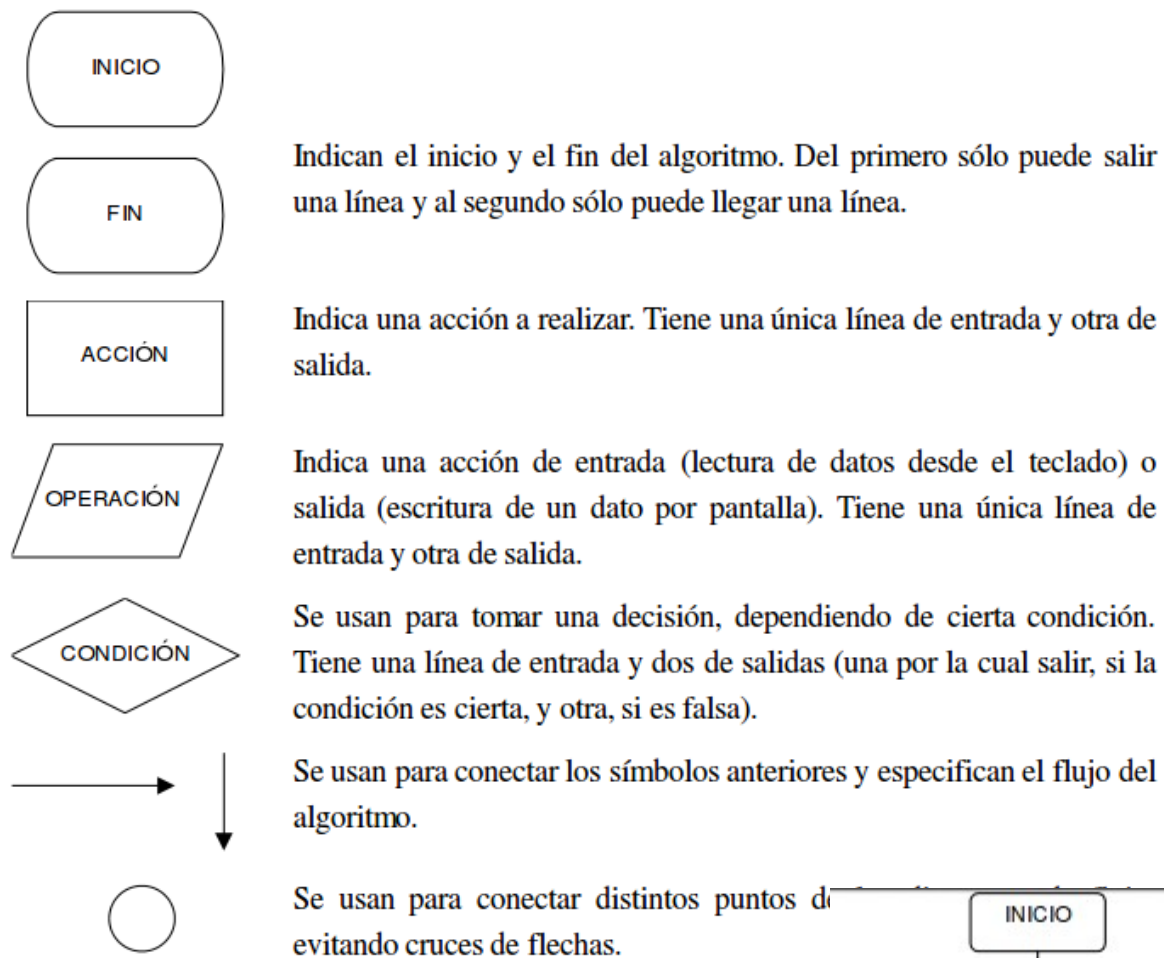 INICIO
Indican el inicio y el fin del algoritmo. Del primero sólo puede salir
una línea y al segundo sólo puede llegar una línea.
FIN
Indica una acción a realizar. Tiene una única línea de entrada y otra de
salida.
ACCIÓN
Indica una acción de entrada (lectura de datos desde el teclado) o
salida (escritura de un dato por pantalla). Tiene una única línea de
entrada y otra de salida.
OPERACIÓN
Se usan para tomar una decisión, dependiendo de cierta condición.
Tiene una línea de entrada y dos de salidas (una por la cual salir, si la
condición es cierta, y otra, si es falsa).
CONDICIÓN
Se usan para conectar los símbolos anteriores y especifican el flujo del
algoritmo.
Se usan para conectar distintos puntos
evitando cruces de flechas.
INICIO